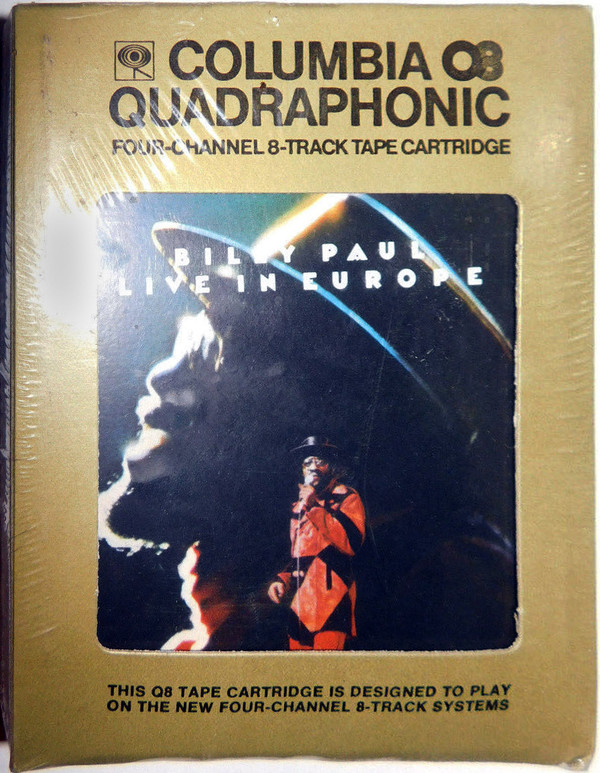 COLUMBIA Q8
QUADRAPHONIC
FOUR-CHANNEL 8-TRACK TAPE CARTRIDGE
BILLY PAUL
LIVE IN EUROPE
THIS Q8 TAPE CARTRIDGE IS DESIGNED TO PLAY
ON THE NEW FOUR-CHANNEL 8-TRACK SYSTEMS